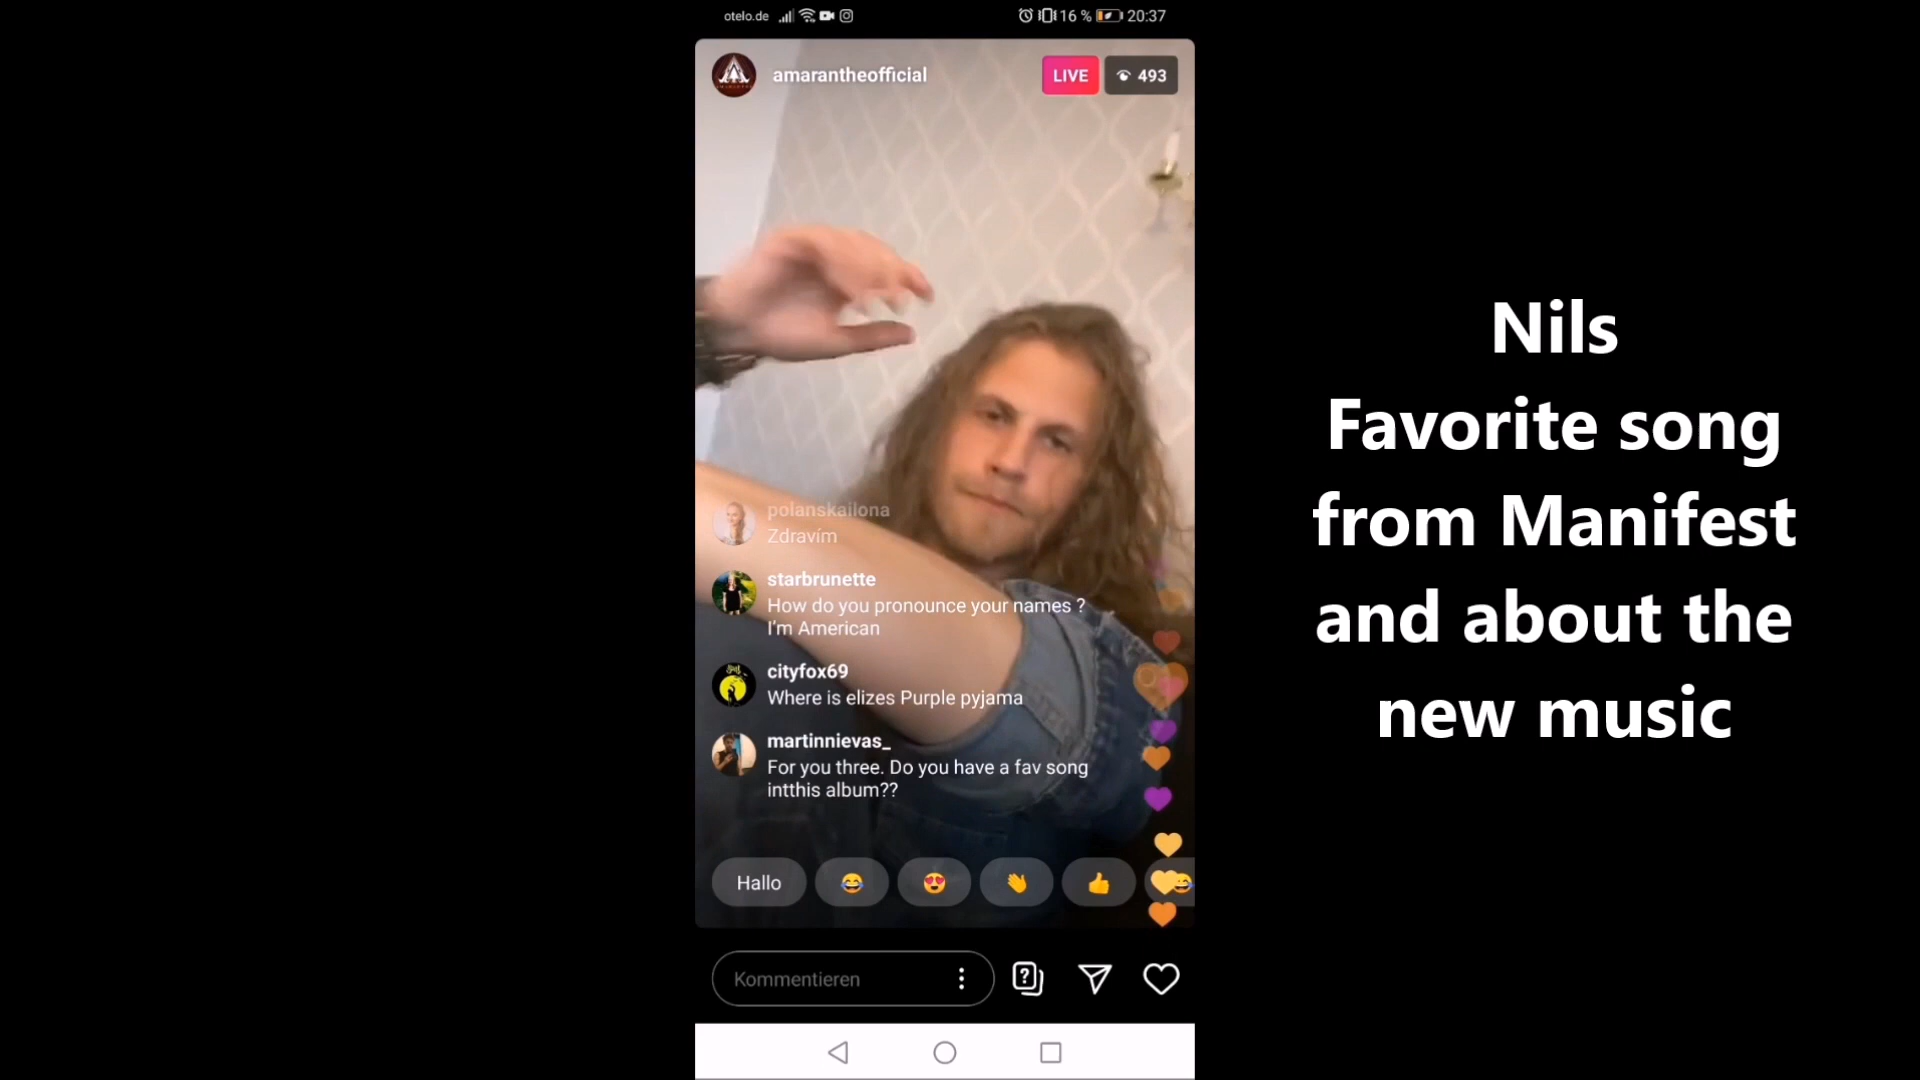 otelo.de
16 %
20:37
amarantheofficial
LIVE
493
polanskailona
Zdravím
starbrunette
How do you pronounce your names ?
I'm American
cityfox69
Where is elizes Purple pyjama
martinnievas_
For you three. Do you have a fav song
intthis album??
Hallo
Kommentieren
Nils
Favorite song
from Manifest
and about the
new music